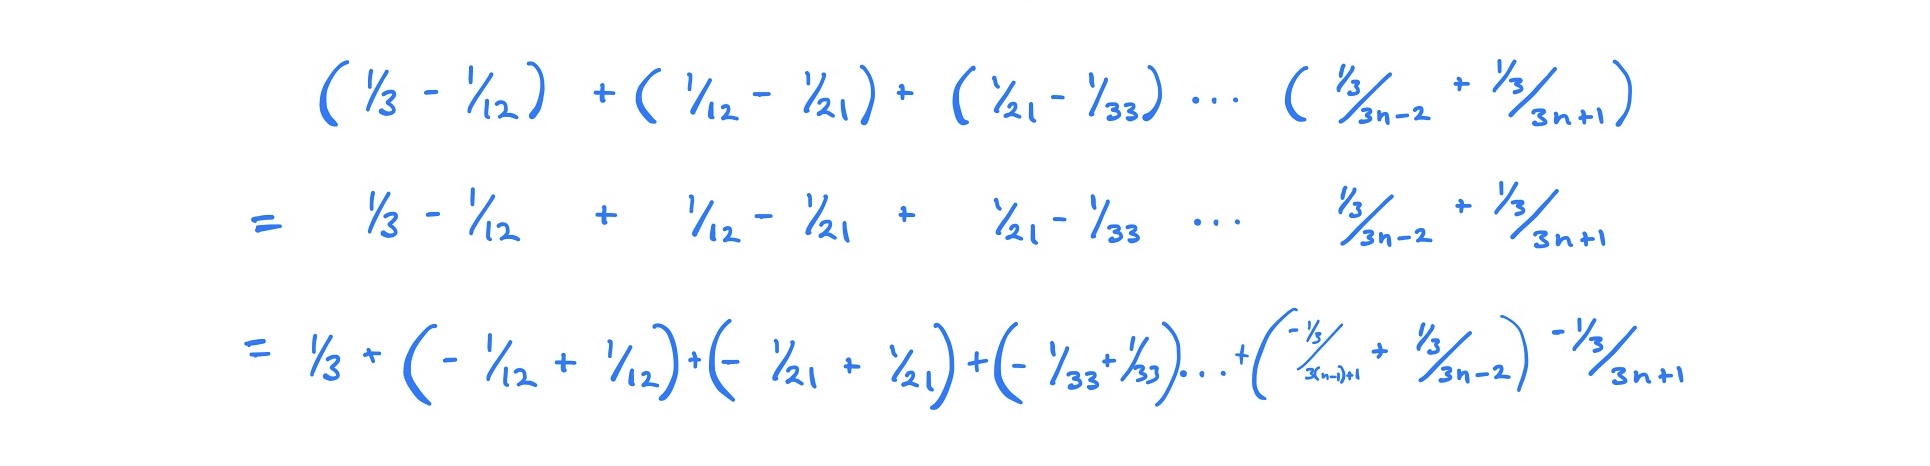 (1/3 - 1/12) + (1/12 - 1/21) + (1/21 - 1/33) ... (1/3/3n-2 + 1/3/3n+1)
= 1/3 - 1/12 + 1/12 - 1/21 + 1/21 - 1/33 ... 1/3/3n-2 + 1/3/3n+1
= 1/3 + (- 1/12 + 1/12) + (- 1/21 + 1/21) + (- 1/33 + 1/33) ... + (- 1/3/3(n-1)+1 + 1/3/3n-2) - 1/3/3n+1